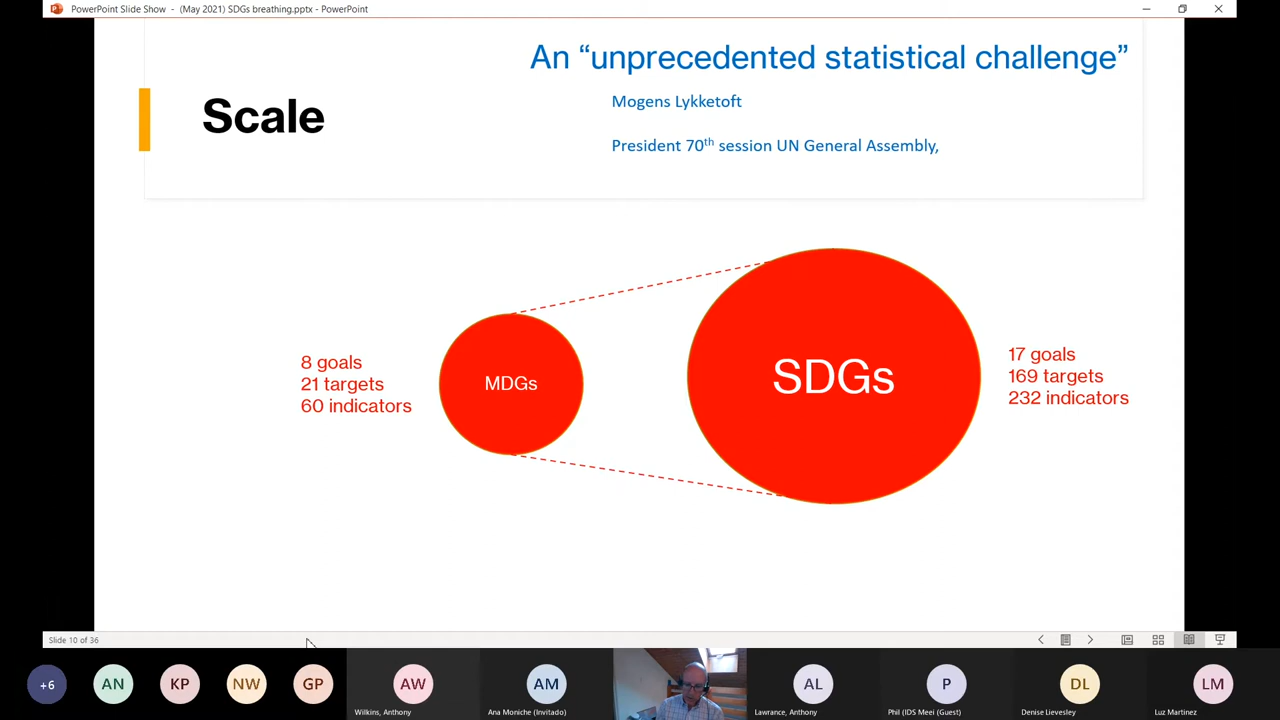 PowerPoint Slide Show - (May 2021) SDGs breathing.pptx - PowerPoint
An “unprecedented statistical challenge”
Mogens Lykketoft
Scale
President 70th session UN General Assembly,
8 goals
21 targets
60 indicators
MDGs
SDGs
17 goals
169 targets
232 indicators
Slide 10 of 36
+6
AN
KP
NW
GP
AW
Wilkins, Anthony
AM
Ana Moniche (Invitado)
AL
Lawrance, Anthony
P
Phil (IDS Meei (Guest)
DL
Denise Lievesley
LM
Luz Martinez